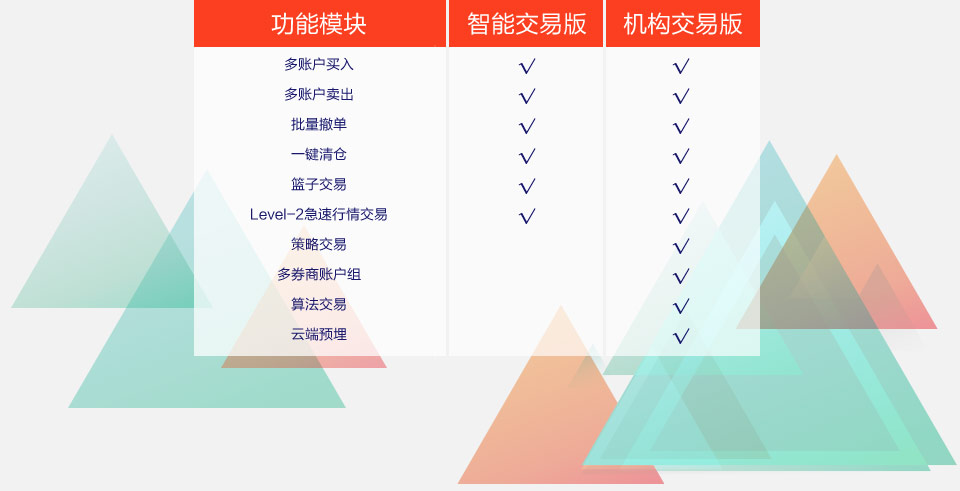 功能模块 智能交易版 机构交易版
多账户买入 √ √
多账户卖出 √ √
批量撤单 √ √
一键清仓 √ √
篮子交易 √ √
Level-2急速行情交易 √ √
策略交易 √
多券商账户组 √
算法交易 √
云端预埋 √